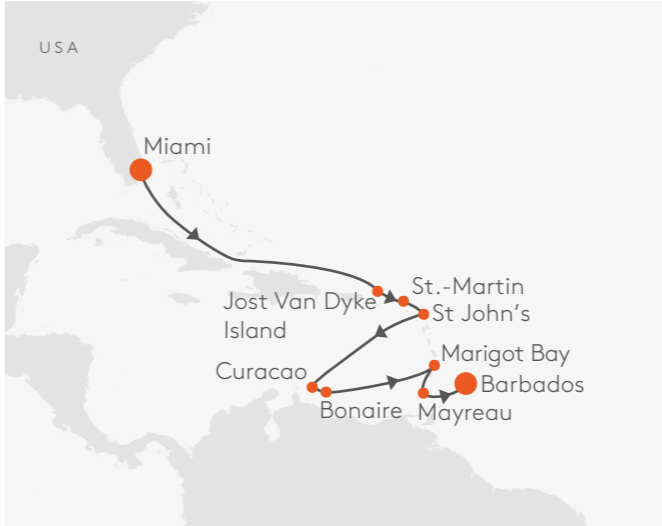 USA
Miami
Jost Van Dyke
Island
St.-Martin
St John's
Curacao
Bonaire
Marigot Bay
Barbados
Mayreau